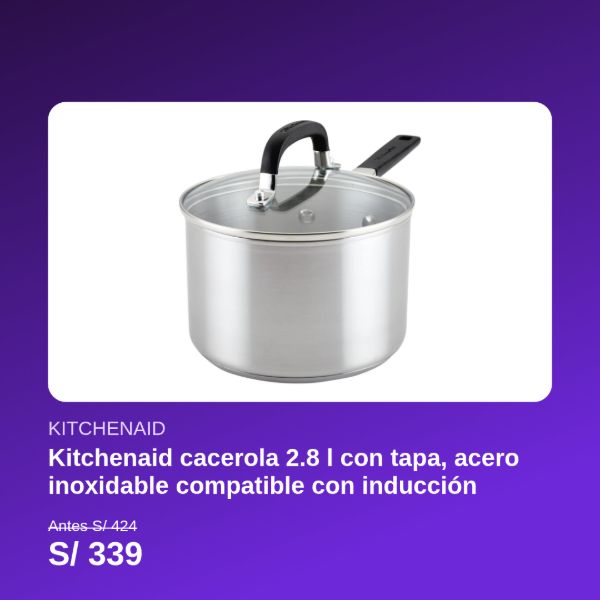 KITCHENAID
Kitchenaid cacerola 2.8 l con tapa, acero
inoxidable compatible con inducción
Antes S/ 424
S/ 339